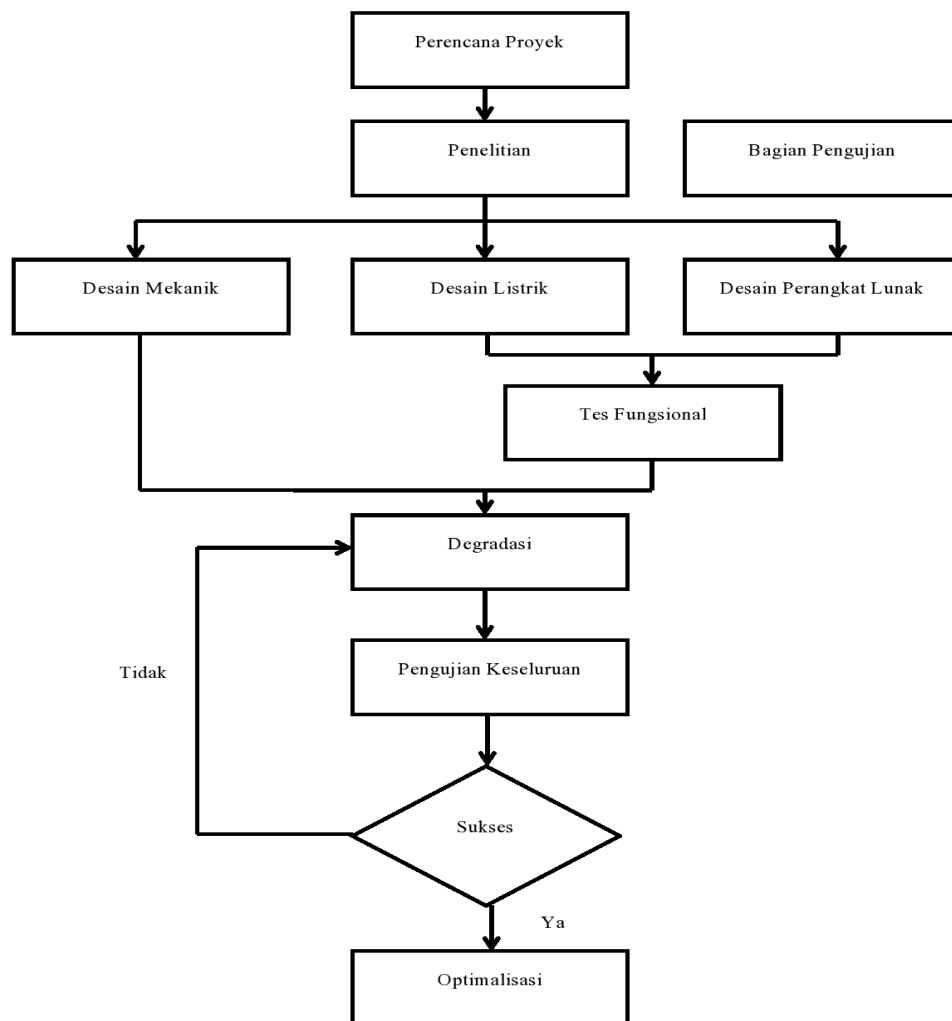 Perencana Proyek
Penelitian
Bagian Pengujian
Desain Mekanik
Desain Listrik
Desain Perangkat Lunak
Tes Fungsional
Degradasi
Tidak
Pengujian Keseluruan
Sukses
Ya
Optimalisasi